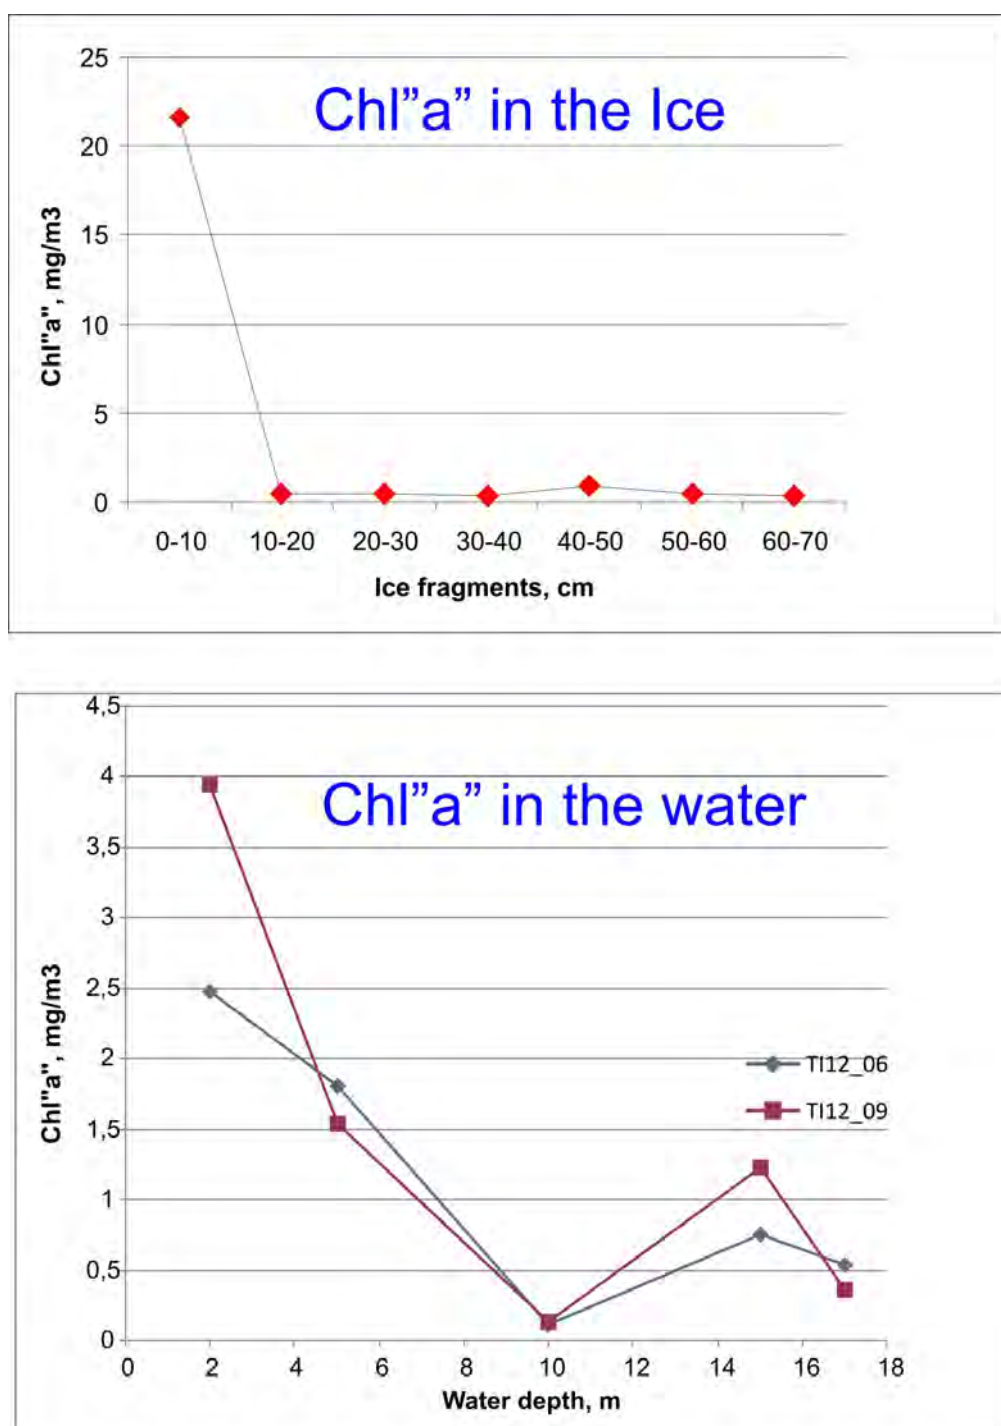 Chl”a” in the Ice
25
20
15
10
5
0
Chl"a", mg/m3
0-10 10-20 20-30 30-40 40-50 50-60 60-70
Ice fragments, cm
Chl”a” in the water
4,5
4
3,5
3
2,5
2
1,5
1
0,5
0
Chl"a", mg/m3
TI12_06
TI12_09
0 2 4 6 8 10 12 14 16 18
Water depth, m